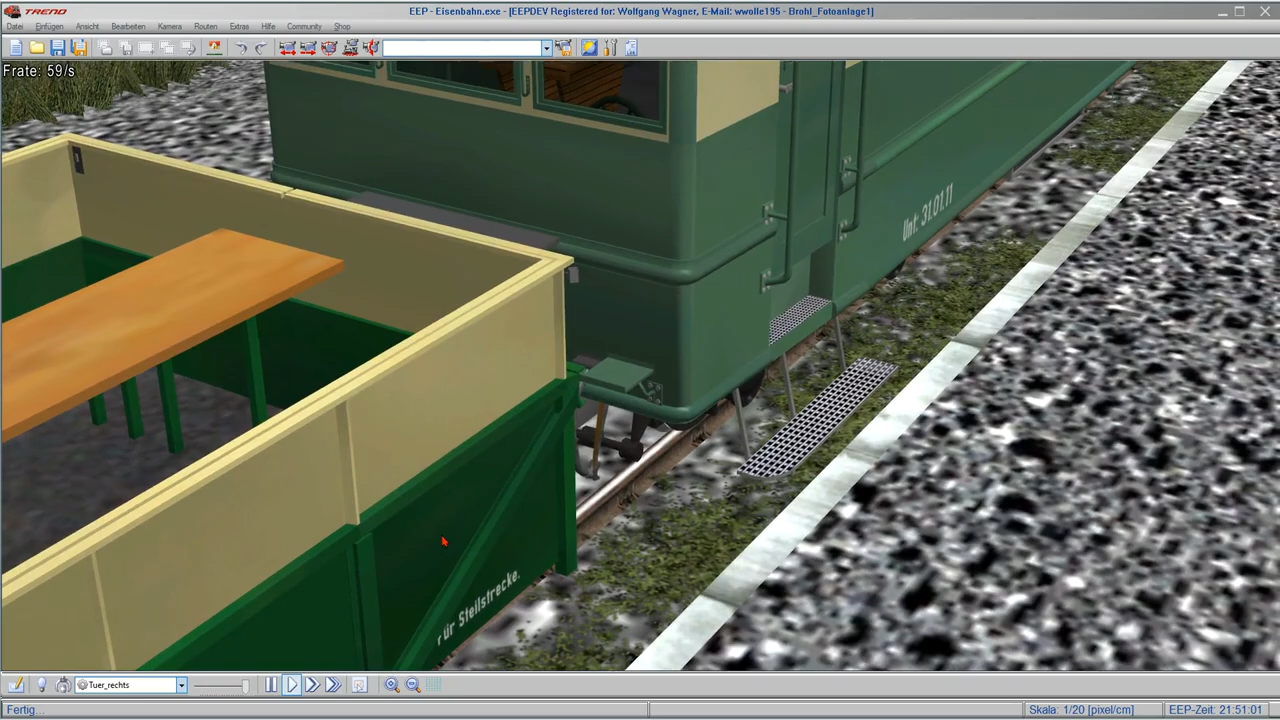 TREND
EEP - Eisenbahn.exe - [EEPDEV Registered for: Wolfgang Wagner, E-Mail: wwolle195 - Brohl_Fotoanlage1]
Datei Einfügen Ansicht Bearbeiten Kamera Routen Extras Hilfe Community Shop
Frate: 59/s
Unt: 31.01.11
für Steilstrecke.
Tuer_rechts
Fertig...
Skala: 1/20 [pixel/cm]
EEP-Zeit: 21:51:01